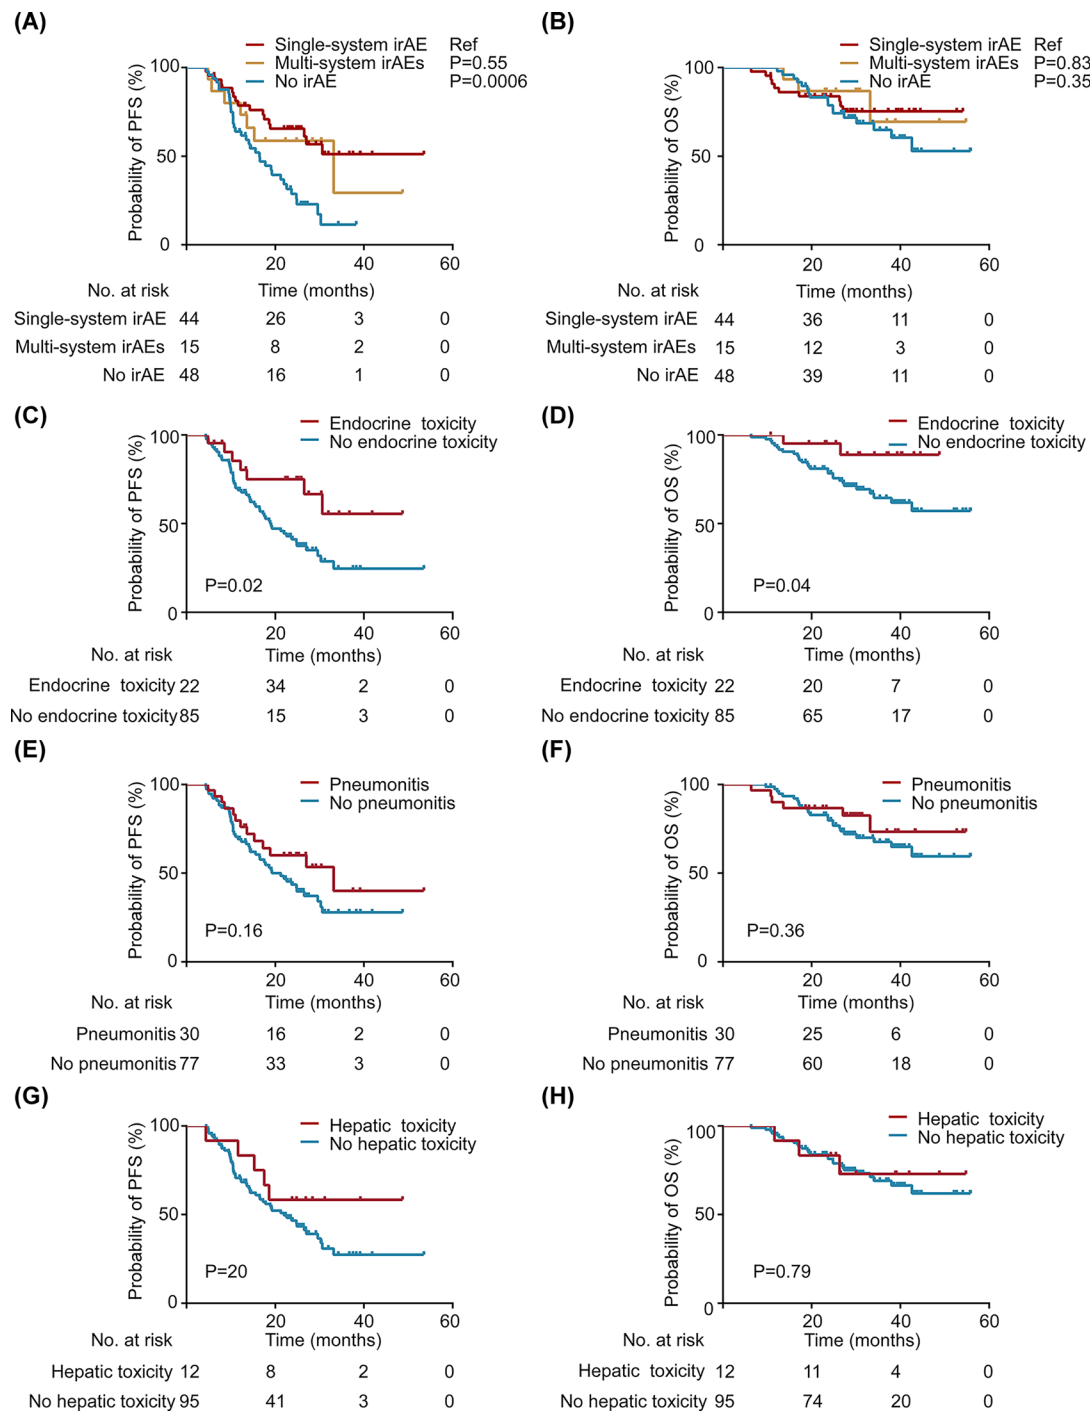 (A)
Single-system irAE Ref
Multi-system irAEs P=0.55
No irAE P=0.0006
Probability of PFS (%)
100
50
0
20 40 60
No. at risk Time (months)
Single-system irAE 44 26 3 0
Multi-system irAEs 15 8 2 0
No irAE 48 16 1 0
(B)
Single-system irAE Ref
Multi-system irAEs P=0.83
No irAE P=0.35
Probability of OS (%)
100
50
0
20 40 60
No. at risk Time (months)
Single-system irAE 44 36 11 0
Multi-system irAEs 15 12 3 0
No irAE 48 39 11 0
(C)
Endocrine toxicity
No endocrine toxicity
Probability of PFS (%)
100
50
0
P=0.02
20 40 60
No. at risk Time (months)
Endocrine toxicity 22 34 2 0
No endocrine toxicity 85 15 3 0
(D)
Endocrine toxicity
No endocrine toxicity
Probability of OS (%)
100
50
0
P=0.04
20 40 60
No. at risk Time (months)
Endocrine toxicity 22 20 7 0
No endocrine toxicity 85 65 17 0
(E)
Pneumonitis
No pneumonitis
Probability of PFS (%)
100
50
0
P=0.16
20 40 60
No. at risk Time (months)
Pneumonitis 30 16 2 0
No pneumonitis 77 33 3 0
(F)
Pneumonitis
No pneumonitis
Probability of OS (%)
100
50
0
P=0.36
20 40 60
No. at risk Time (months)
Pneumonitis 30 25 6 0
No pneumonitis 77 60 18 0
(G)
Hepatic toxicity
No hepatic toxicity
Probability of PFS (%)
100
50
0
P=20
20 40 60
No. at risk Time (months)
Hepatic toxicity 12 8 2 0
No hepatic toxicity 95 41 3 0
(H)
Hepatic toxicity
No hepatic toxicity
Probability of OS (%)
100
50
0
P=0.79
20 40 60
No. at risk Time (months)
Hepatic toxicity 12 11 4 0
No hepatic toxicity 95 74 20 0